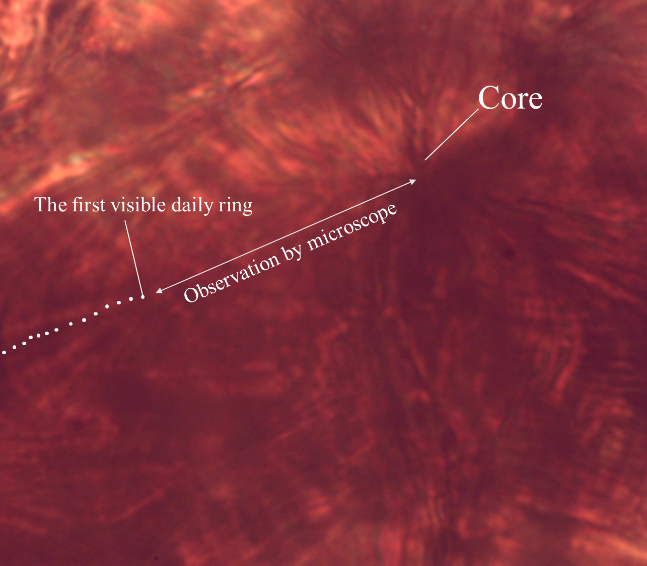 Core
The first visible daily ring
Observation by microscope